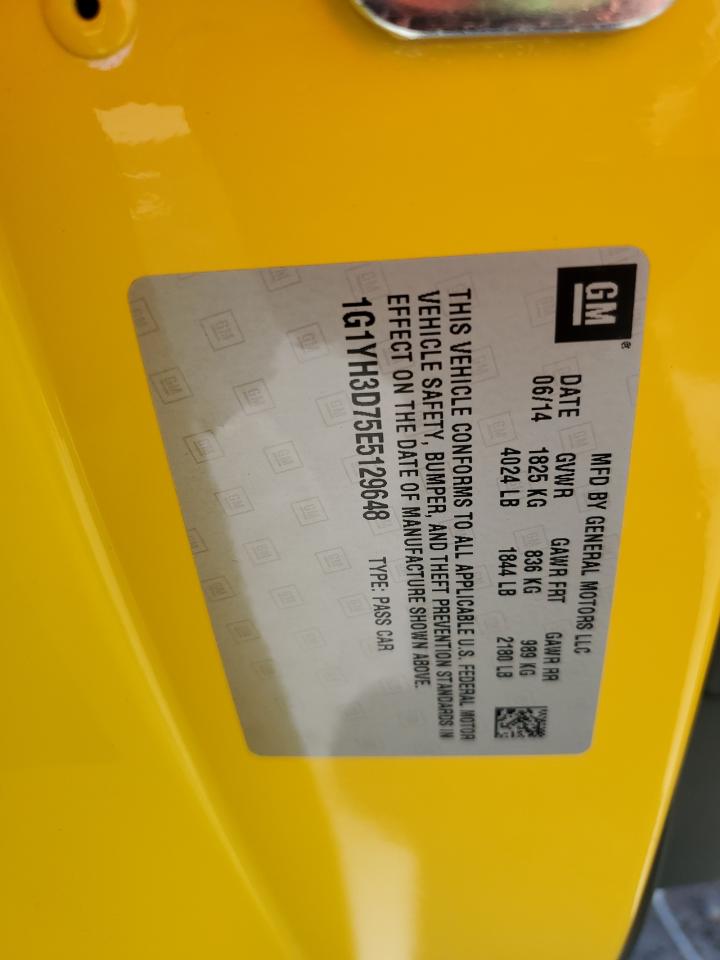 GM
MFD BY GENERAL MOTORS LLC
DATE GVWR GAWR FRT GAWR RR
06/14 1825 KG 836 KG 989 KG
4024 LB 1844 LB 2180 LB
THIS VEHICLE CONFORMS TO ALL APPLICABLE U.S. FEDERAL MOTOR
VEHICLE SAFETY, BUMPER, AND THEFT PREVENTION STANDARDS IN
EFFECT ON THE DATE OF MANUFACTURE SHOWN ABOVE.
1G1YH3D75E5129648 TYPE: PASS CAR